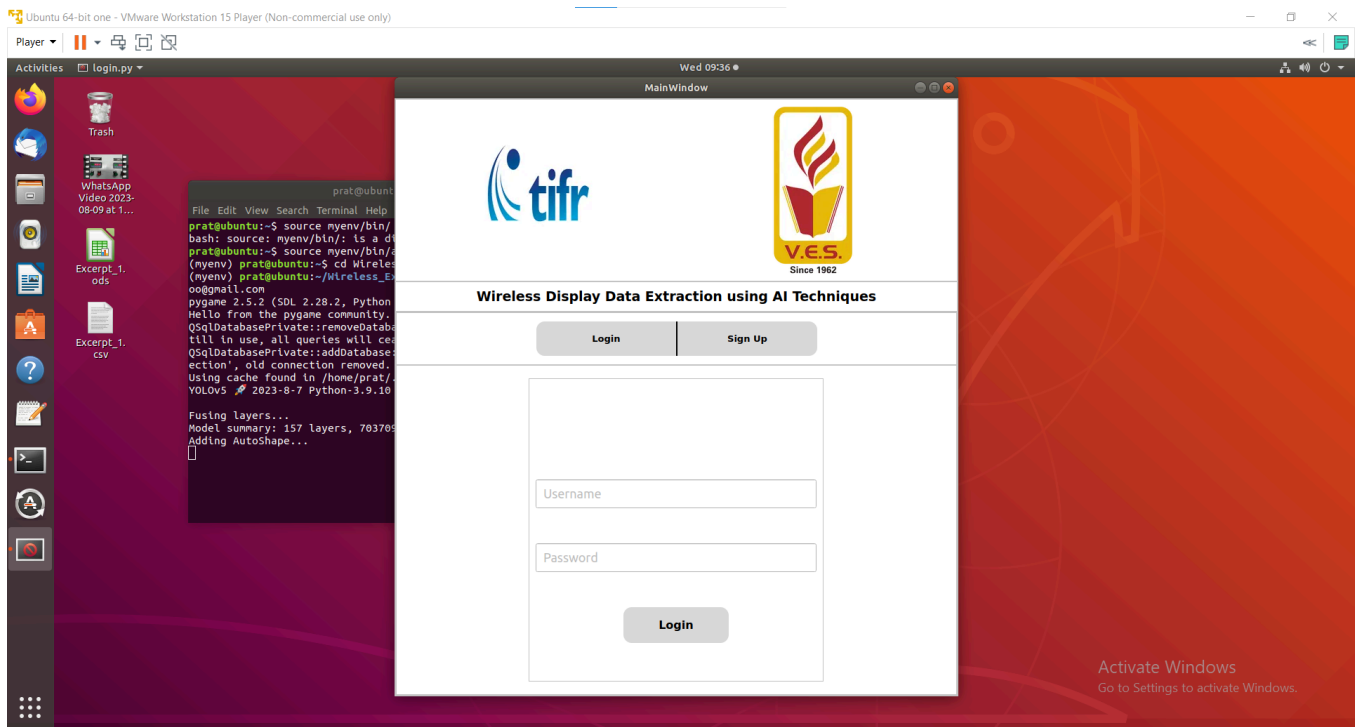 Ubuntu 64-bit one - VMware Workstation 15 Player (Non-commercial use only)
Player
Activities
login.py
Wed 09:36
Trash
WhatsApp
Video 2023-
08-09 at 1...
Excerpt_1.
ods
Excerpt_1.
csv
prat@ubunt
File Edit View Search Terminal Help
prat@ubuntu:~$ source myenv/bin/
bash: source: myenv/bin/: is a di
prat@ubuntu:~$ source myenv/bin/a
(myenv) prat@ubuntu:~$ cd Wireles
(myenv) prat@ubuntu:~/Wireless_Ex
oo@gmail.com
pygame 2.5.2 (SDL 2.28.2, Python
Hello from the pygame community.
QSqlDatabasePrivate::removeDataba
till in use, all queries will cea
QSqlDatabasePrivate::addDatabase:
ection', old connection removed.
Using cache found in /home/prat/.
YOLOv5 🚀 2023-8-7 Python-3.9.10
Fusing layers...
Model summary: 157 layers, 703709
Adding AutoShape...
MainWindow
tifr
V.E.S.
Since 1962
Wireless Display Data Extraction using AI Techniques
Login
Sign Up
Username
Password
Login
Activate Windows
Go to Settings to activate Windows.